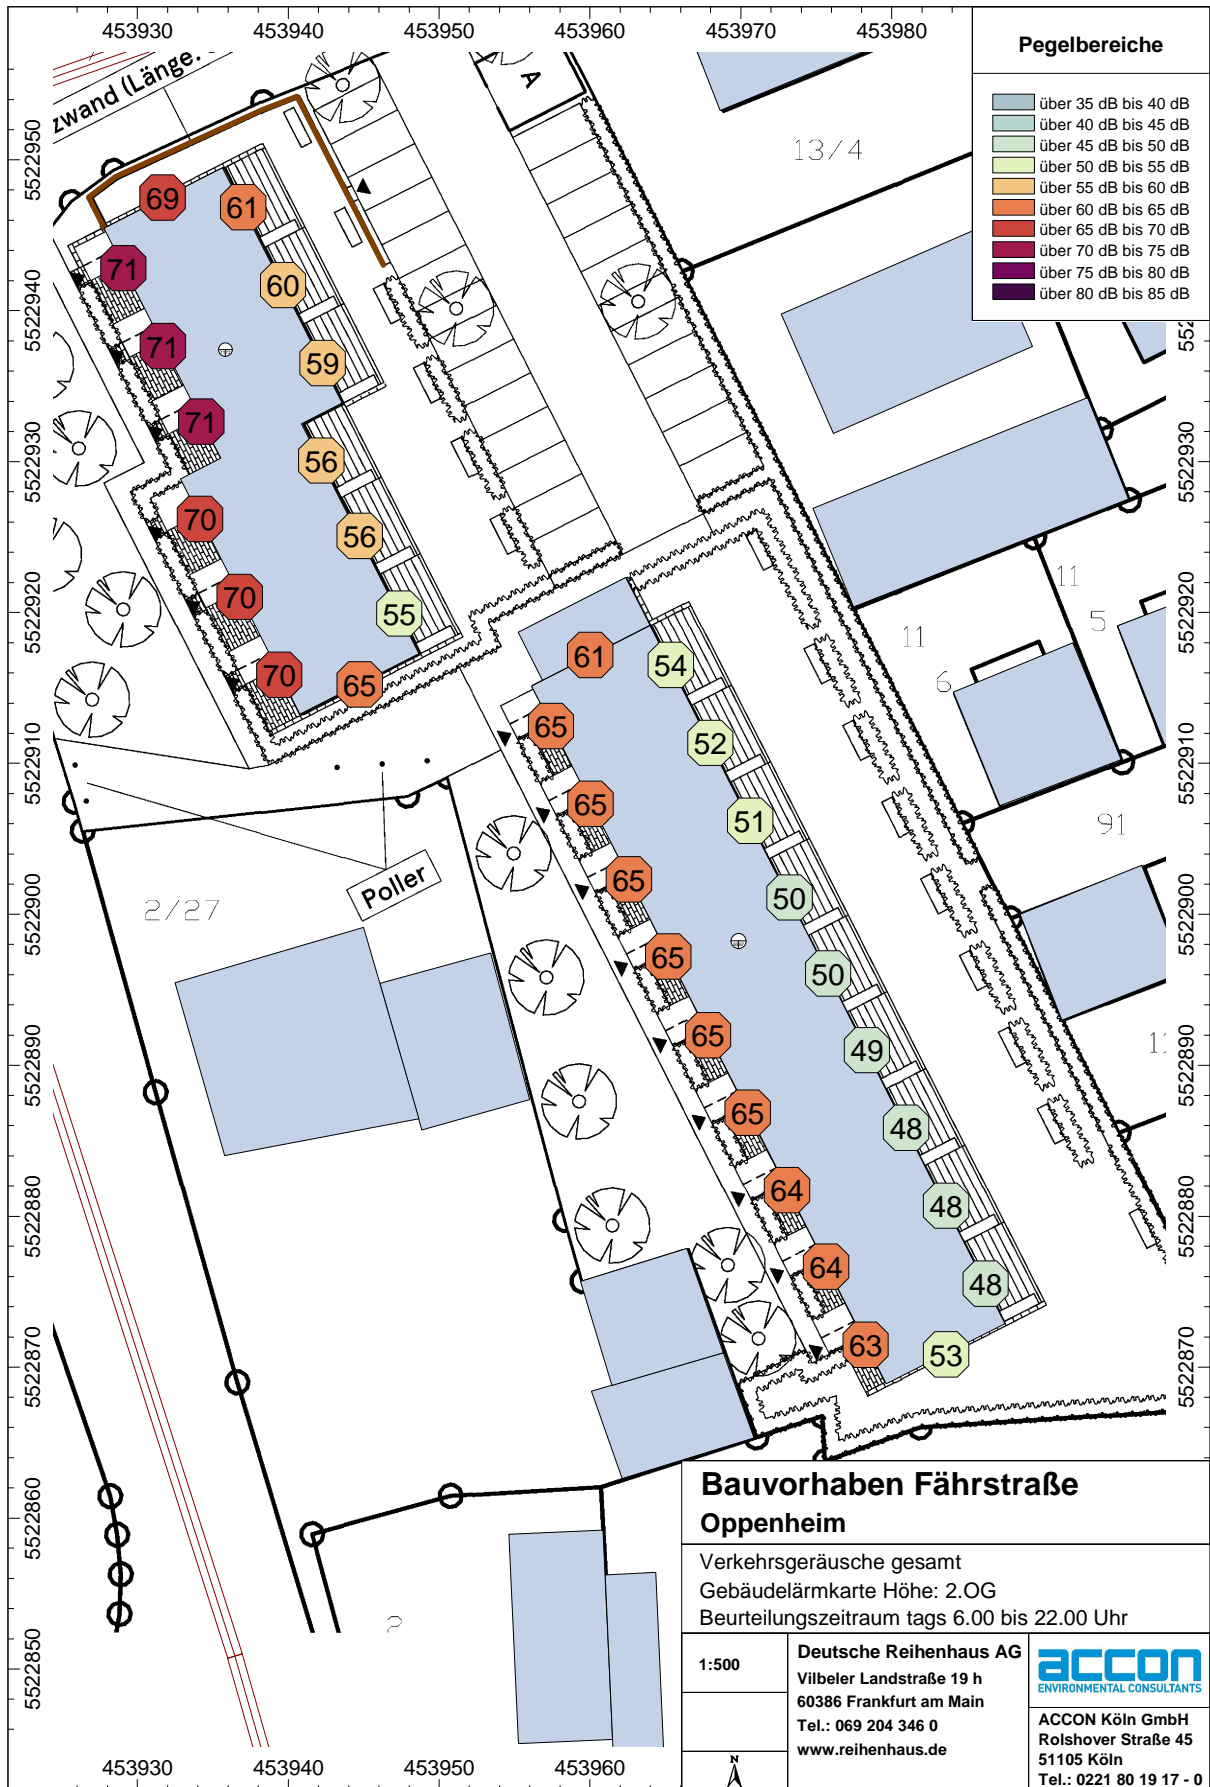 453930 453940 453950 453960 453970 453980
Pegelbereiche
über 35 dB bis 40 dB
über 40 dB bis 45 dB
über 45 dB bis 50 dB
über 50 dB bis 55 dB
über 55 dB bis 60 dB
über 60 dB bis 65 dB
über 65 dB bis 70 dB
über 70 dB bis 75 dB
über 75 dB bis 80 dB
über 80 dB bis 85 dB
zwand (Länge.
A
13/4
5522950
5522940
5522930
5522920
5522910
5522900
5522890
5522880
5522870
5522860
5522850
5522930
5522920
5522910
5522900
5522890
5522880
5522870
69
61
71
60
71
59
71
56
70
56
70
55
70
65
61
54
65
52
65
51
65
50
65
50
65
49
65
48
64
48
64
48
63
53
11
5
11
6
91
2/27
Poller
2
Bauvorhaben Fährstraße
Oppenheim
Verkehrsgeräusche gesamt
Gebäudelärmkarte Höhe: 2.OG
Beurteilungszeitraum tags 6.00 bis 22.00 Uhr
1:500
N
Deutsche Reihenhaus AG
Vilbeler Landstraße 19 h
60386 Frankfurt am Main
Tel.: 069 204 346 0
www.reihenhaus.de
accon
ENVIRONMENTAL CONSULTANTS
ACCON Köln GmbH
Rolshover Straße 45
51105 Köln
Tel.: 0221 80 19 17 - 0
453930 453940 453950 453960